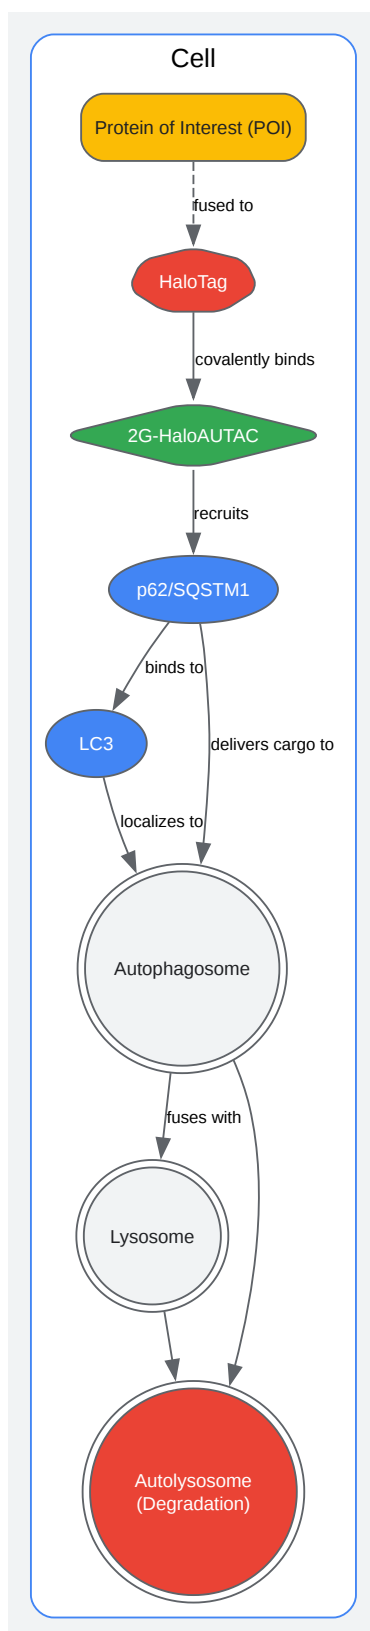 Cell
Protein of Interest (POI)
fused to
HaloTag
covalently binds
2G-HaloAUTAC
recruits
p62/SQSTM1
binds to
LC3
delivers cargo to
localizes to
Autophagosome
fuses with
Lysosome
Autolysosome
(Degradation)